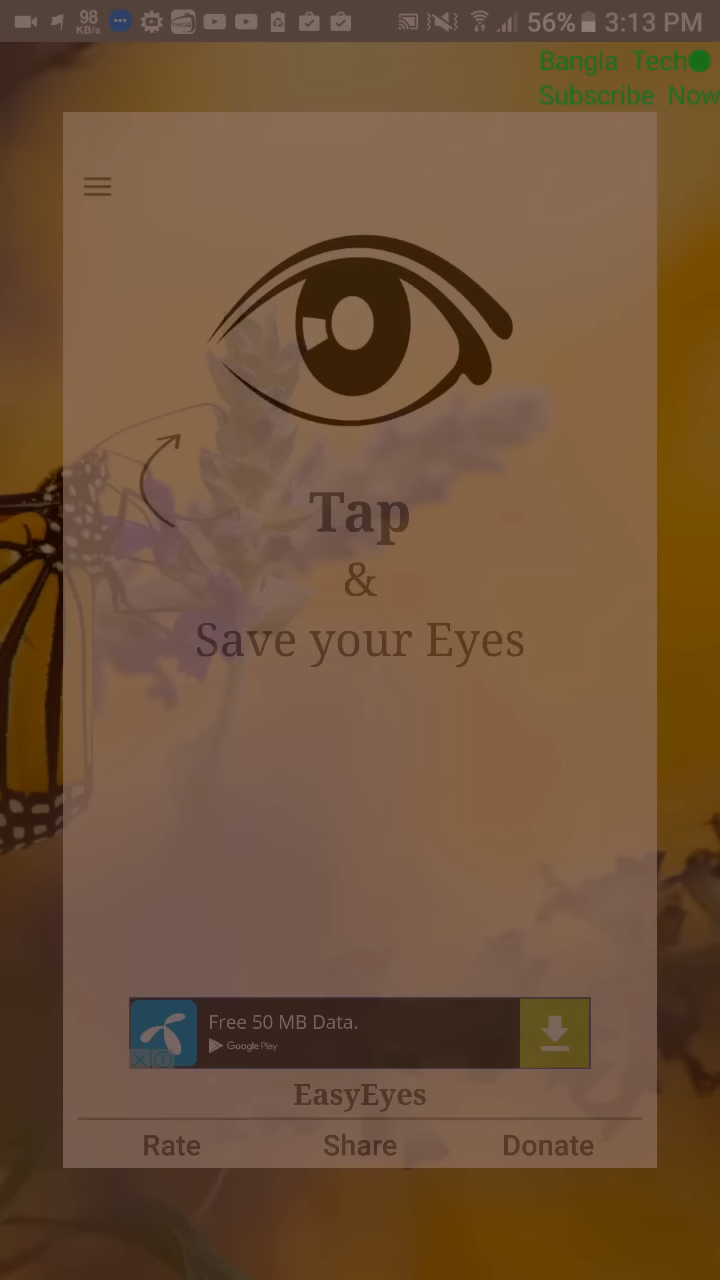 98
KB/s
56%
3:13 PM
Bangla Tech
Subscribe Now
Tap
&
Save your Eyes
Free 50 MB Data.
Google Play
EasyEyes
Rate Share Donate